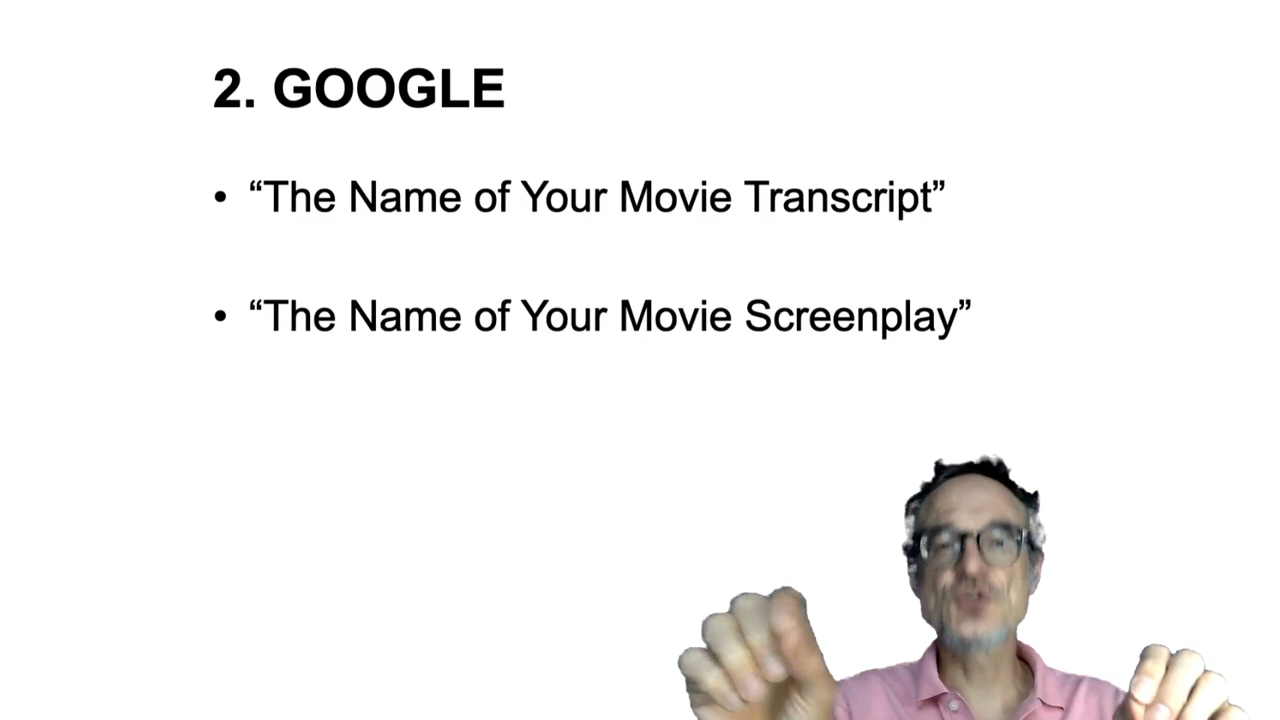 2. GOOGLE
• “The Name of Your Movie Transcript”
• “The Name of Your Movie Screenplay”